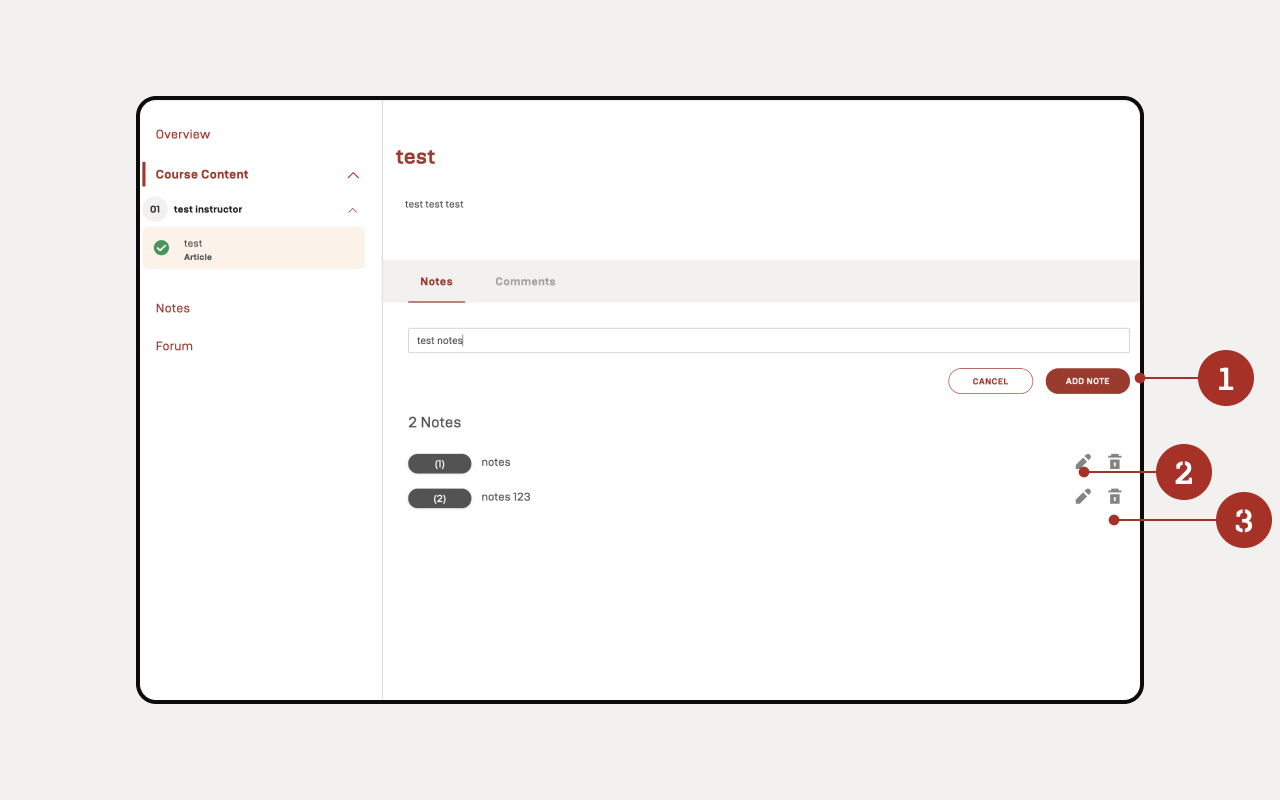 Overview
Course Content
01 test instructor
test
Article
Notes
Forum
test
test test test
Notes Comments
test notes
CANCEL ADD NOTE
2 Notes
(1) notes
(2) notes 123
1
2
3